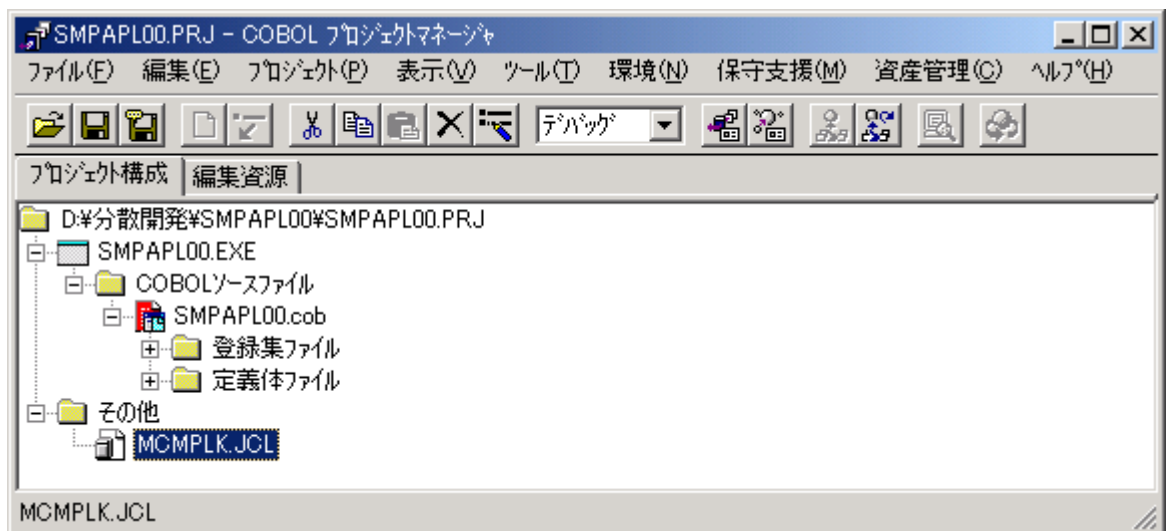 SMPAPL00.PRJ - COBOL ﾌﾟﾛｼﾞｪｸﾄﾏﾈｰｼﾞｬ
ﾌｧｲﾙ(F) 編集(E) ﾌﾟﾛｼﾞｪｸﾄ(P) 表示(V) ﾂｰﾙ(T) 環境(N) 保守支援(M) 資産管理(C) ﾍﾙﾌﾟ(H)
ﾃﾞﾊﾞｯｸﾞ
ﾌﾟﾛｼﾞｪｸﾄ構成 編集資源
D:¥分散開発¥SMPAPL00¥SMPAPL00.PRJ
SMPAPL00.EXE
COBOLｿｰｽﾌｧｲﾙ
SMPAPL00.cob
登録集ﾌｧｲﾙ
定義体ﾌｧｲﾙ
その他
MCMPLK.JCL
MCMPLK.JCL